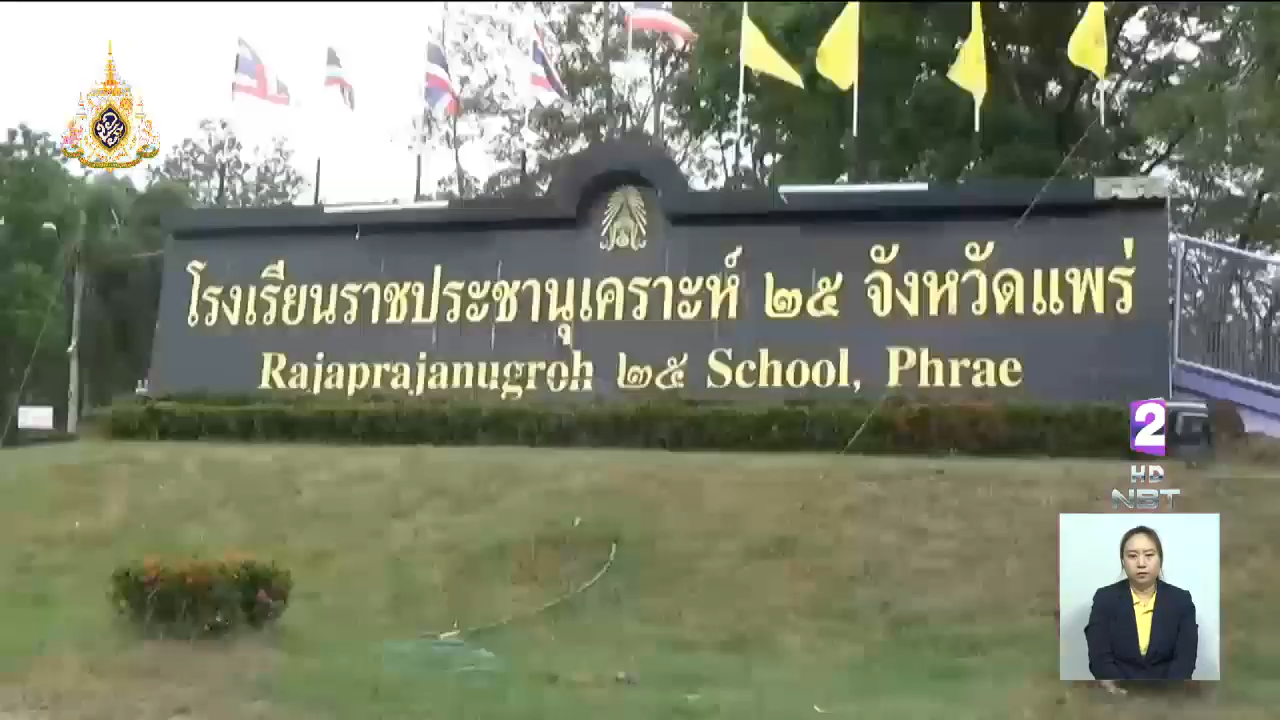 โรงเรียนราชประชานุเคราะห์ ๒๕ จังหวัดแพร่
Rajaprajanugroh ๒๕ School, Phrae
2
HD
NBT